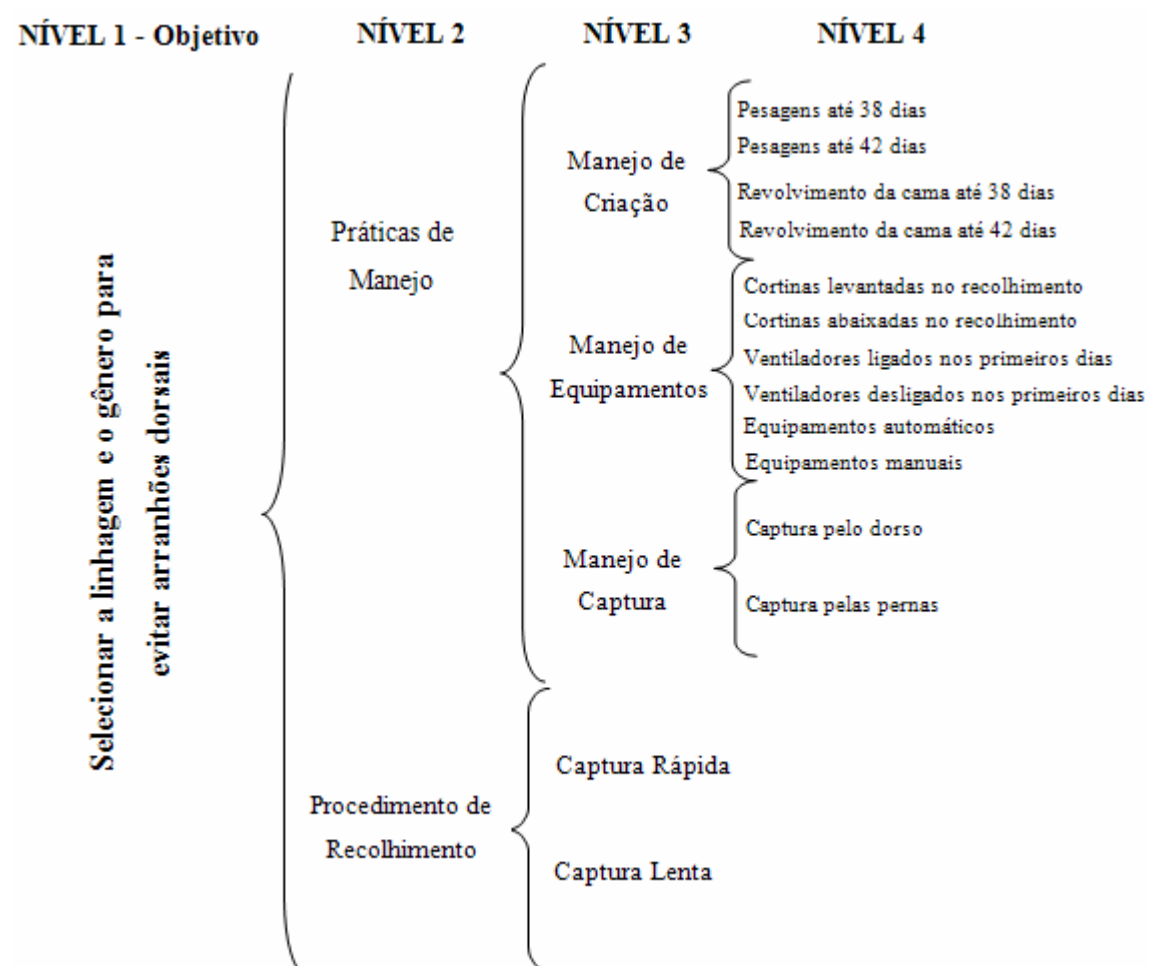 NÍVEL 1 - Objetivo
NÍVEL 2
NÍVEL 3
NÍVEL 4
Selecionar a linhagem e o gênero para
evitar arranhões dorsais
Práticas de
Manejo
Manejo de
Criação
Pesagens até 38 dias
Pesagens até 42 dias
Revolvimento da cama até 38 dias
Revolvimento da cama até 42 dias
Manejo de
Equipamentos
Cortinas levantadas no recolhimento
Cortinas abaixadas no recolhimento
Ventiladores ligados nos primeiros dias
Ventiladores desligados nos primeiros dias
Equipamentos automáticos
Equipamentos manuais
Manejo de
Captura
Captura pelo dorso
Captura pelas pernas
Procedimento de
Recolhimento
Captura Rápida
Captura Lenta